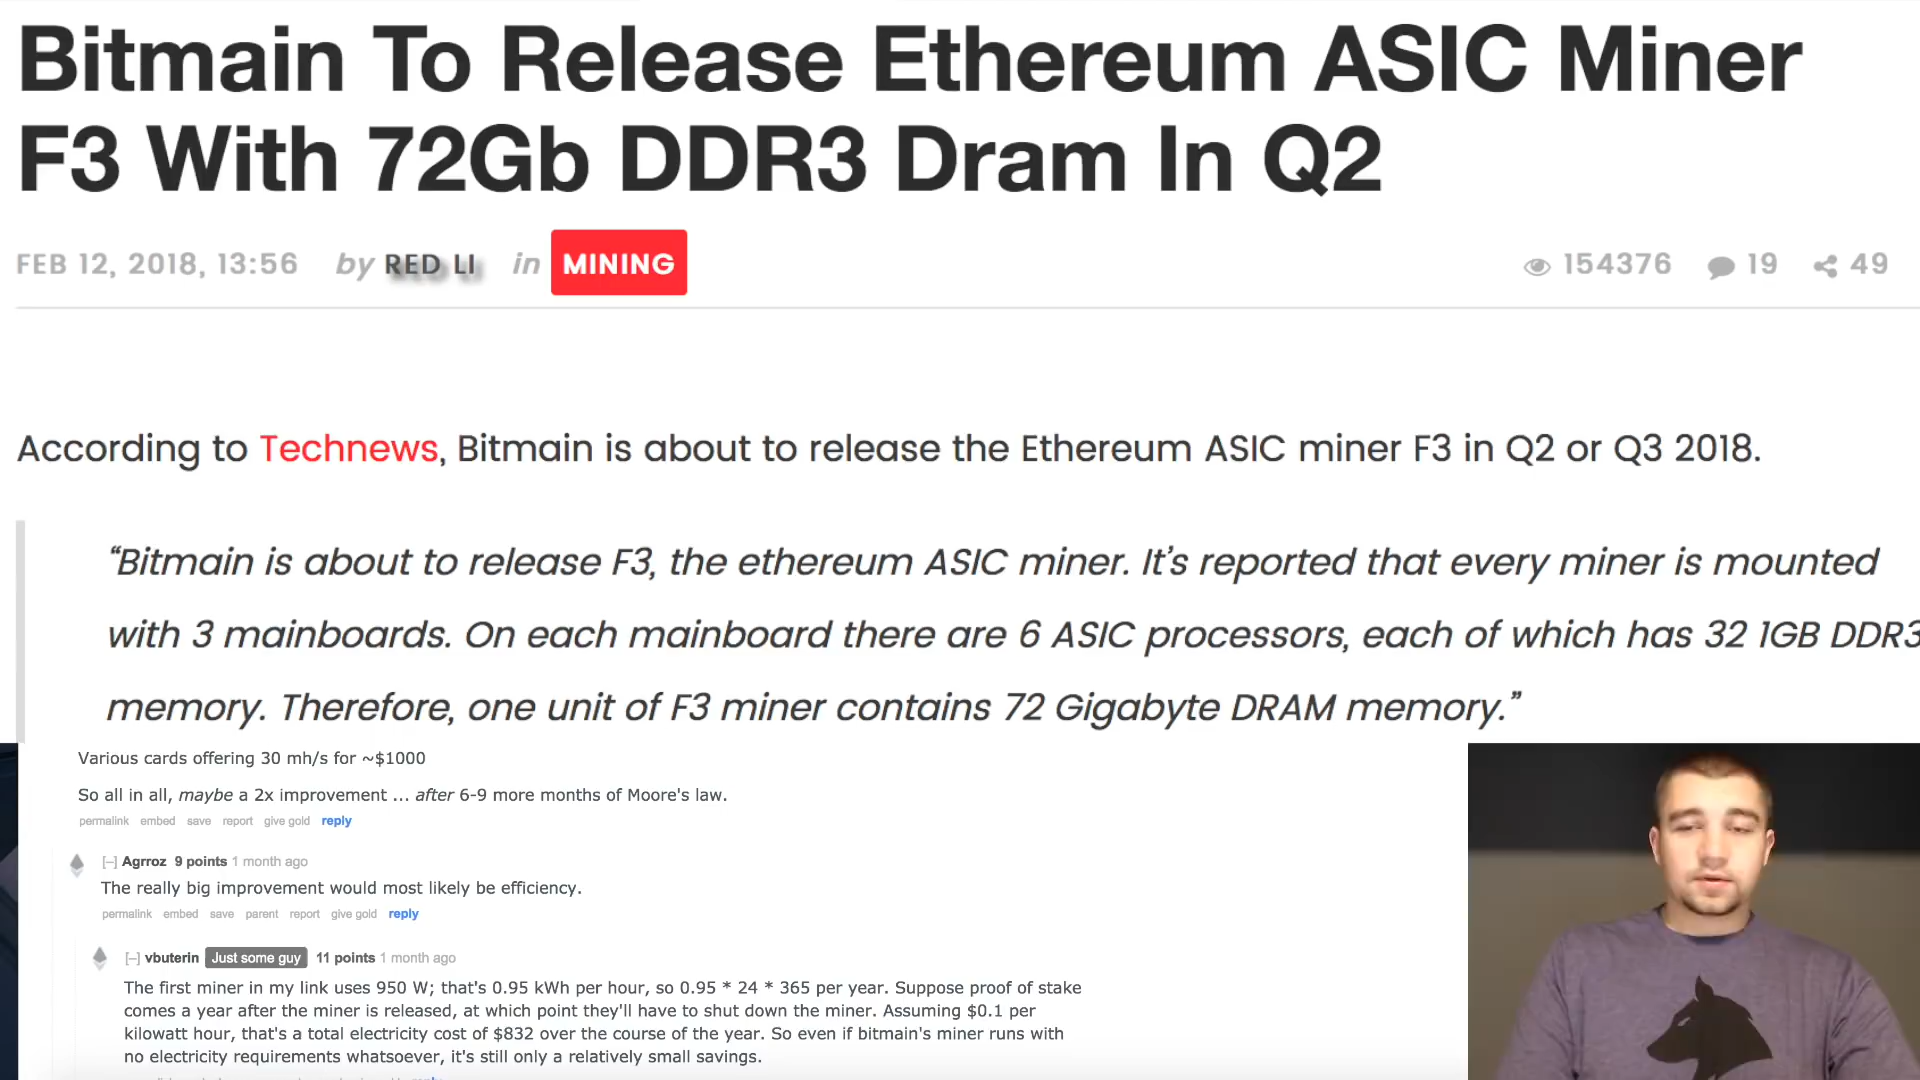 Bitmain To Release Ethereum ASIC Miner
F3 With 72Gb DDR3 Dram In Q2
FEB 12, 2018, 13:56 by RED LI in MINING 154376 19 49
According to Technews, Bitmain is about to release the Ethereum ASIC miner F3 in Q2 or Q3 2018.
“Bitmain is about to release F3, the ethereum ASIC miner. It’s reported that every miner is mounted
with 3 mainboards. On each mainboard there are 6 ASIC processors, each of which has 32 1GB DDR3
memory. Therefore, one unit of F3 miner contains 72 Gigabyte DRAM memory.”
Various cards offering 30 mh/s for ~$1000
So all in all, maybe a 2x improvement ... after 6-9 more months of Moore's law.
permalink embed save report give gold reply
[–] Agrroz 9 points 1 month ago
The really big improvement would most likely be efficiency.
permalink embed save parent report give gold reply
[–] vbuterin Just some guy 11 points 1 month ago
The first miner in my link uses 950 W; that's 0.95 kWh per hour, so 0.95 * 24 * 365 per year. Suppose proof of stake
comes a year after the miner is released, at which point they'll have to shut down the miner. Assuming $0.1 per
kilowatt hour, that's a total electricity cost of $832 over the course of the year. So even if bitmain's miner runs with
no electricity requirements whatsoever, it's still only a relatively small savings.